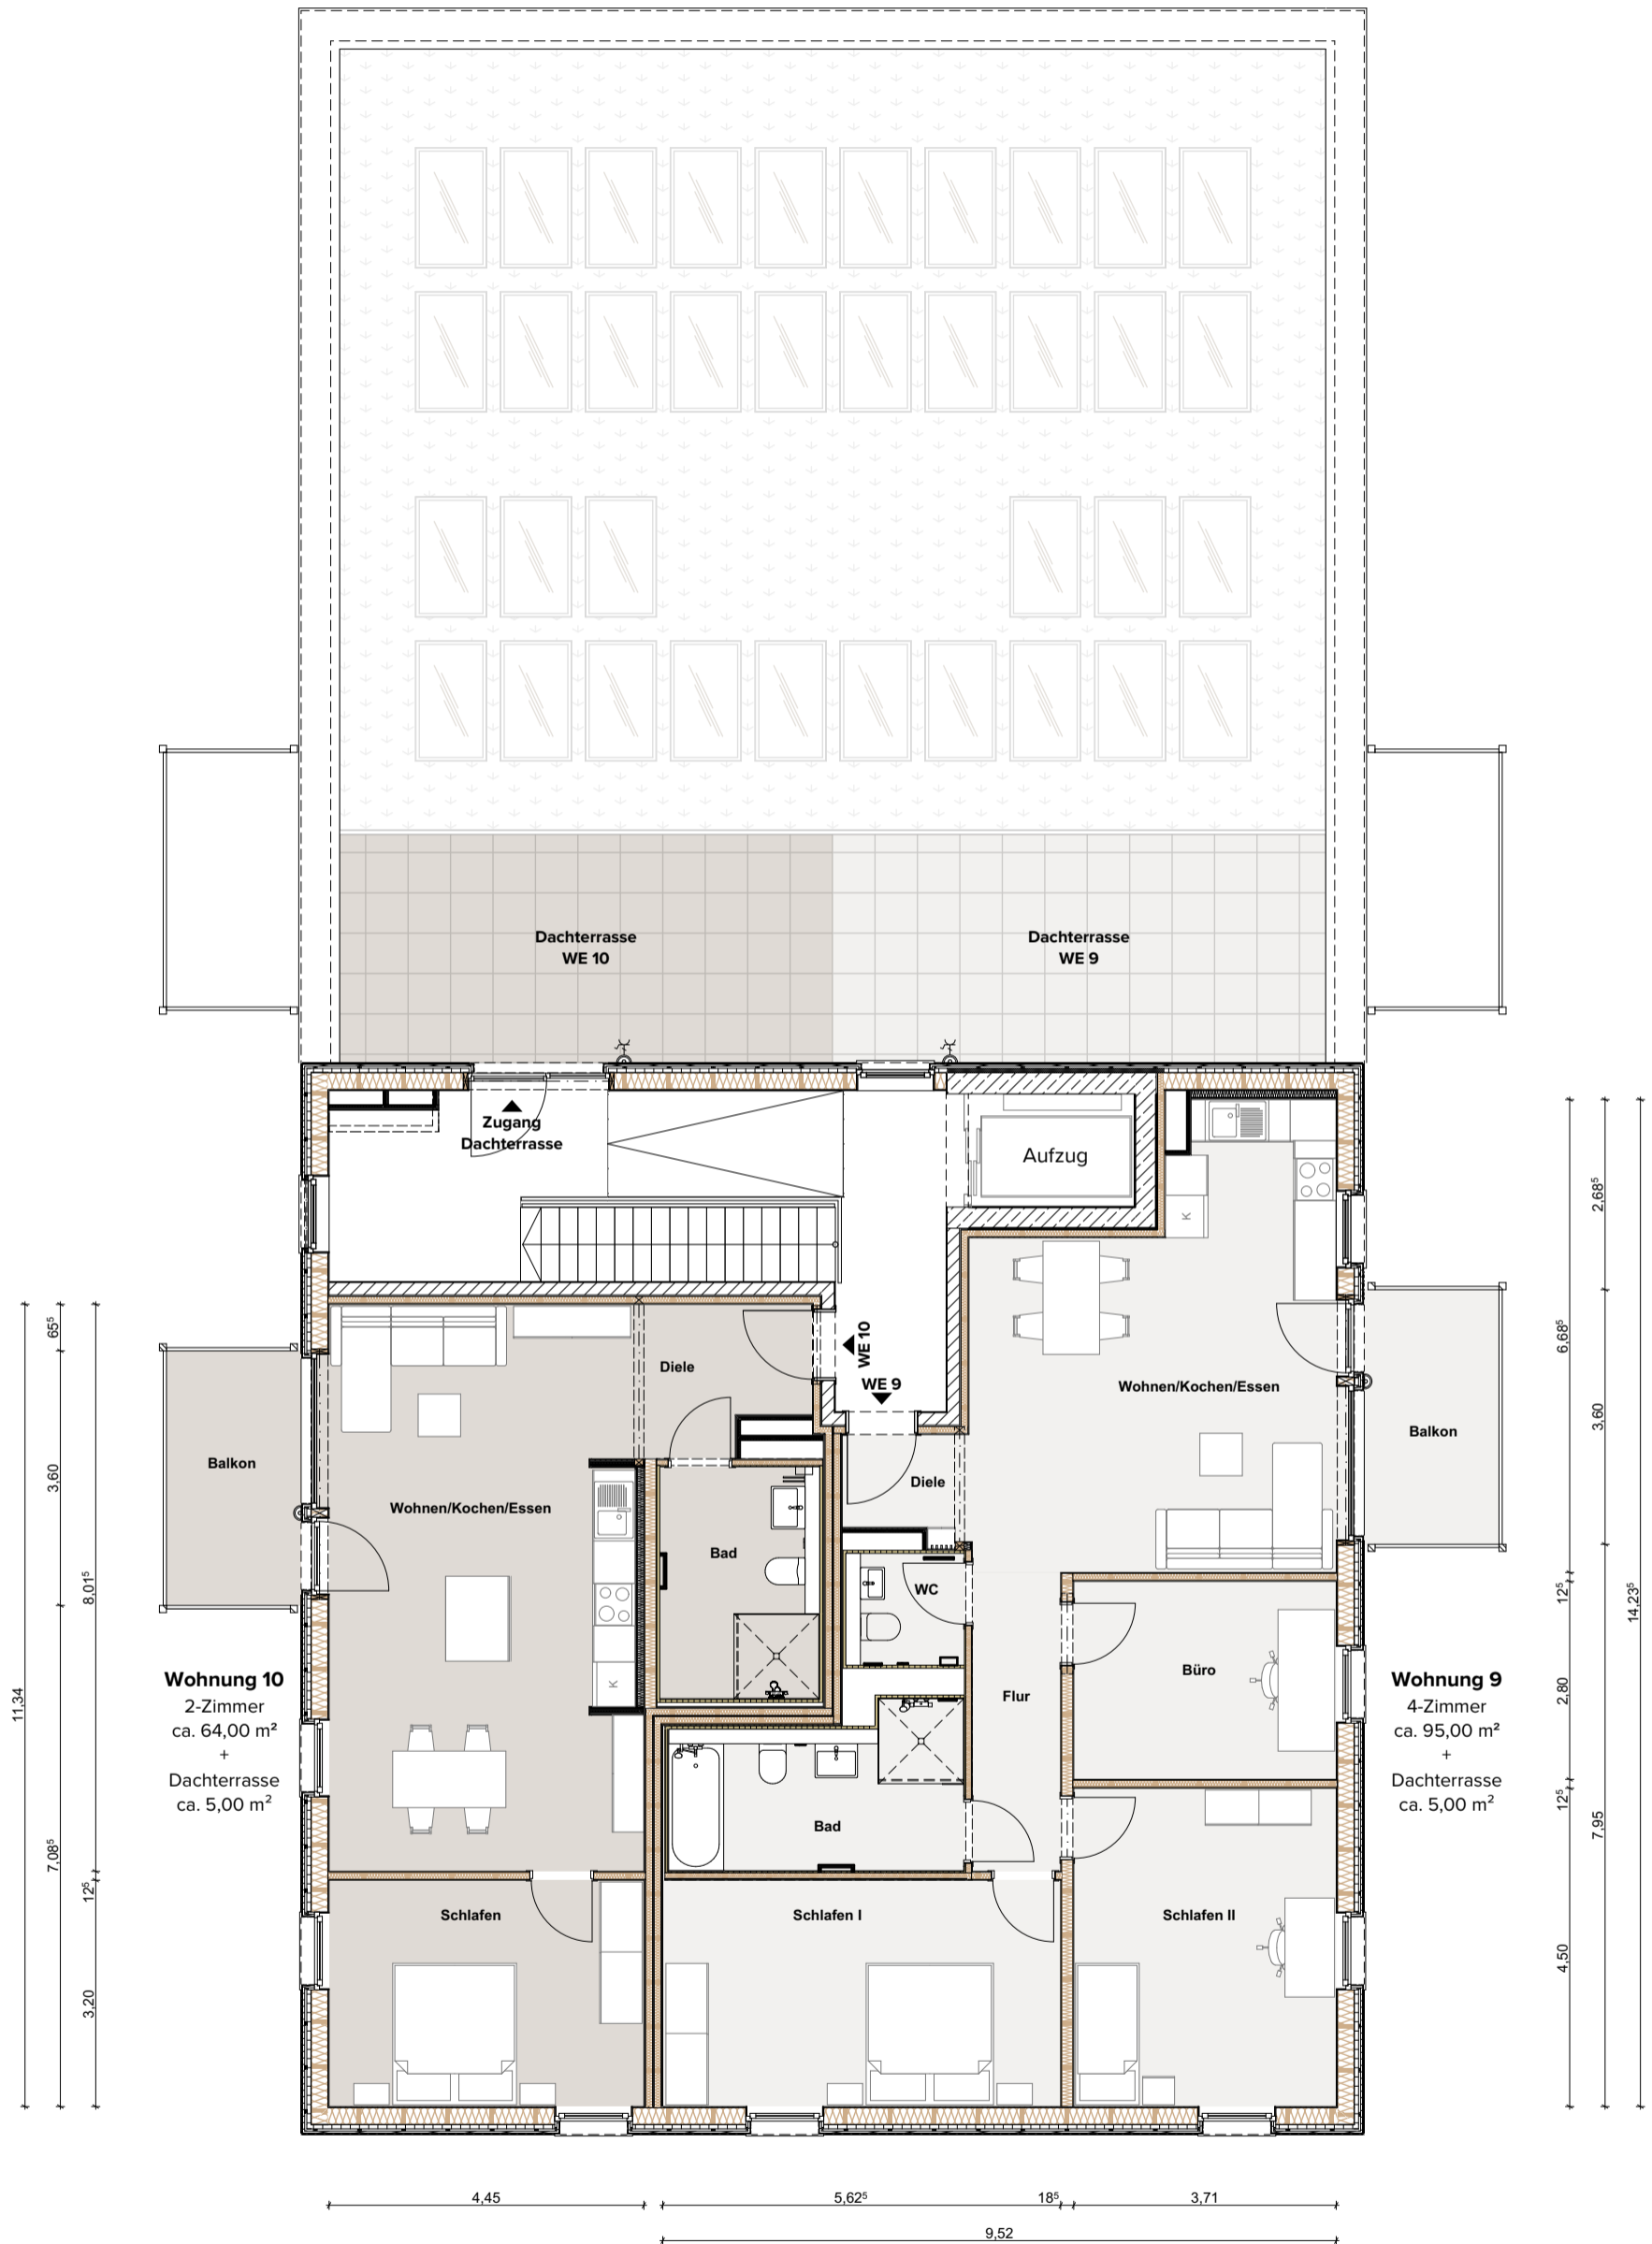 Dachterrasse
WE 10
Dachterrasse
WE 9
Zugang
Dachterrasse
Aufzug
K
2,68⁵
11,34
65⁵
3,60
7,08⁵
8,01⁵
12⁵
3,20
Balkon
Diele
WE 10
WE 9
Wohnen/Kochen/Essen
Balkon
6,68⁵
3,60
Wohnen/Kochen/Essen
Bad
Diele
WC
K
Büro
Flur
Bad
Wohnung 10
2-Zimmer
ca. 64,00 m²
+
Dachterrasse
ca. 5,00 m²
Wohnung 9
4-Zimmer
ca. 95,00 m²
+
Dachterrasse
ca. 5,00 m²
12⁵
2,80
12⁵
4,50
7,95
14,23⁵
Schlafen
Schlafen I
Schlafen II
4,45
5,62⁵
18⁵
3,71
9,52